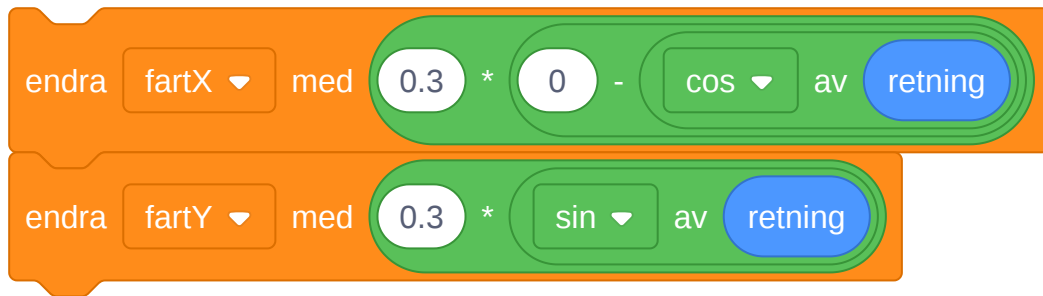 endra fartX med 0.3 * 0 - cos av retning
endra fartY med 0.3 * sin av retning